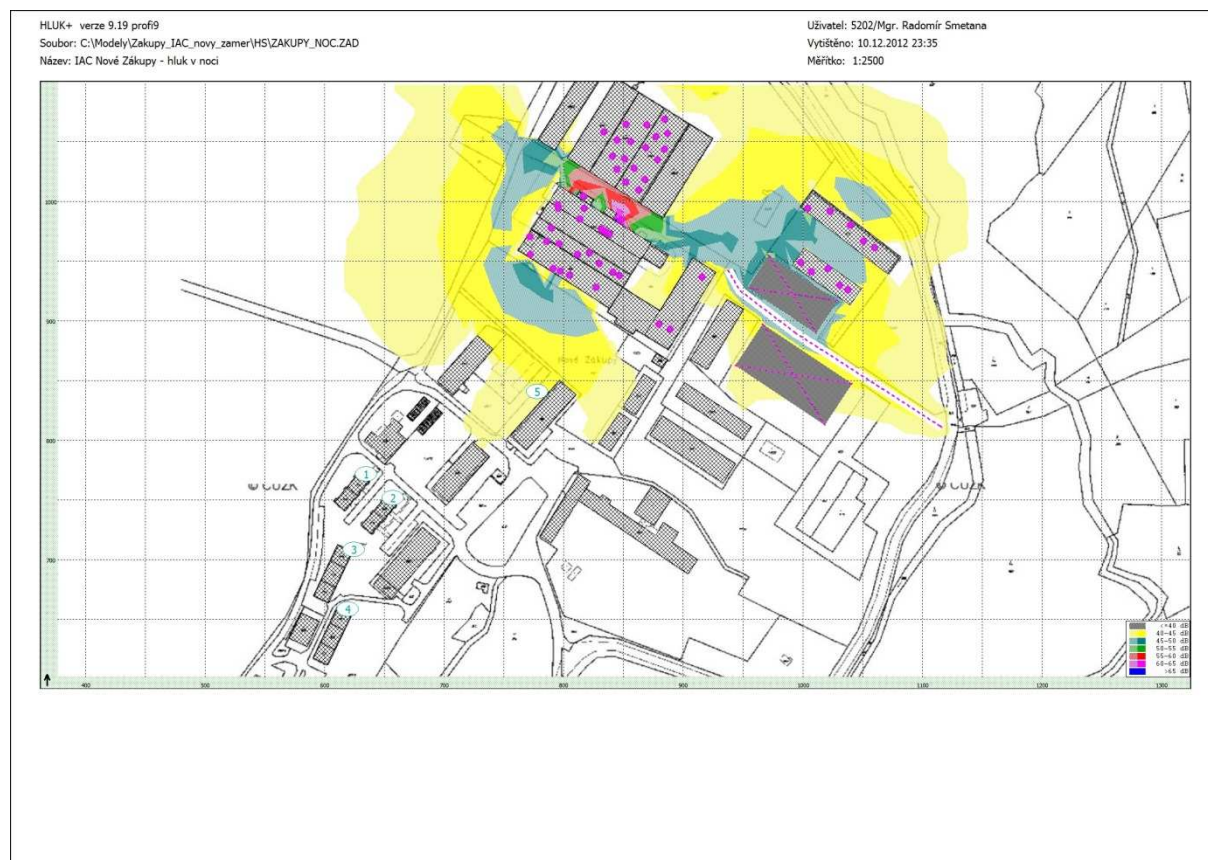 HLUK+ verze 9.19 profi9
Soubor: C:\Modely\Zakupy_IAC_novy_zamer\HS\ZAKUPY_NOC.ZAD
Název: IAC Nové Zákupy - hluk v noci
Uživatel: 5202/Mgr. Radomír Smetana
Vytištěno: 10.12.2012 23:35
Měřítko: 1:2500
1000
900
Nové Zákupy
5
800
1
© ČÚZK
© ČÚZK
2
3
700
4
<=40 dB
40-45 dB
45-50 dB
50-55 dB
55-60 dB
60-65 dB
>65 dB
400 500 600 700 800 900 1000 1100 1200 1300